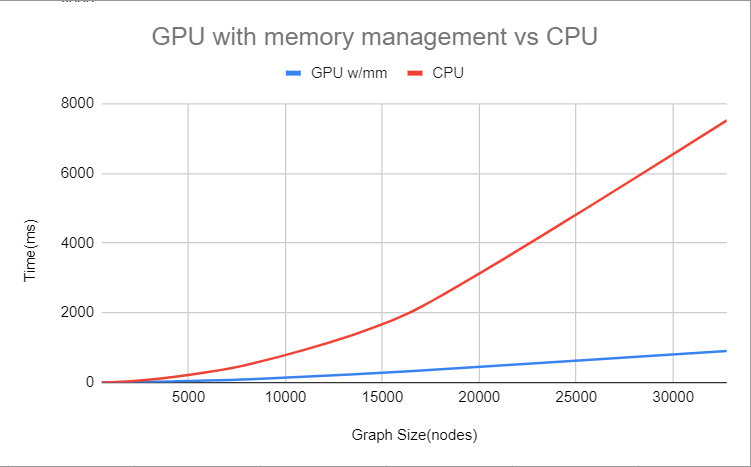 GPU with memory management vs CPU
GPU w/mm CPU
8000
6000
4000
2000
0
Time(ms)
5000 10000 15000 20000 25000 30000
Graph Size(nodes)